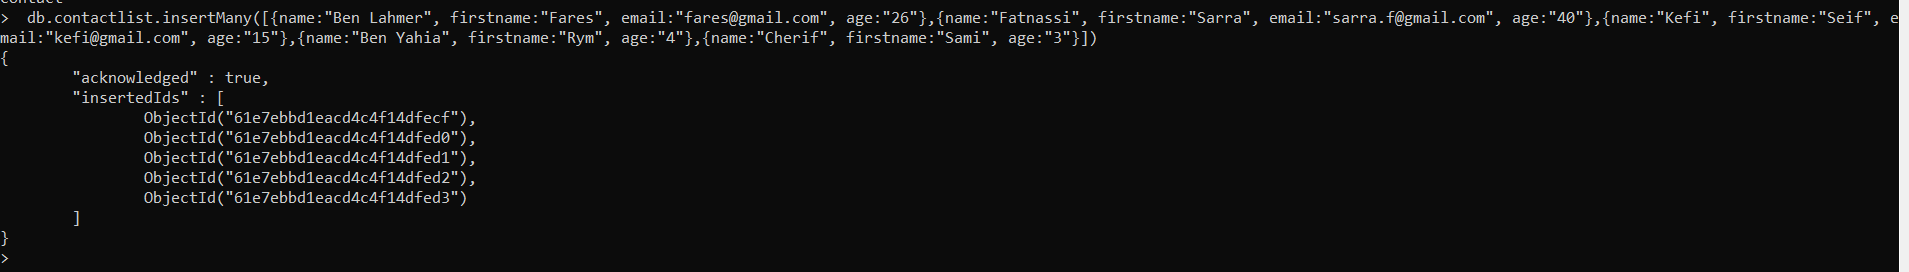 contact
>  db.contactlist.insertMany([{name:"Ben Lahmer", firstname:"Fares", email:"fares@gmail.com", age:"26"},{name:"Fatnassi", firstname:"Sarra", email:"sarra.f@gmail.com", age:"40"},{name:"Kefi", firstname:"Seif", e
mail:"kefi@gmail.com", age:"15"},{name:"Ben Yahia", firstname:"Rym", age:"4"},{name:"Cherif", firstname:"Sami", age:"3"}])
{
        "acknowledged" : true,
        "insertedIds" : [
                ObjectId("61e7ebbd1eacd4c4f14dfecf"),
                ObjectId("61e7ebbd1eacd4c4f14dfed0"),
                ObjectId("61e7ebbd1eacd4c4f14dfed1"),
                ObjectId("61e7ebbd1eacd4c4f14dfed2"),
                ObjectId("61e7ebbd1eacd4c4f14dfed3")
        ]
}
>